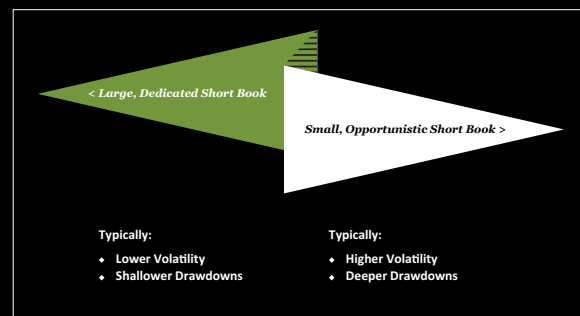 < Large, Dedicated Short Book
Small, Opportunistic Short Book >
Typically:
◆ Lower Volatility
◆ Shallower Drawdowns
Typically:
◆ Higher Volatility
◆ Deeper Drawdowns